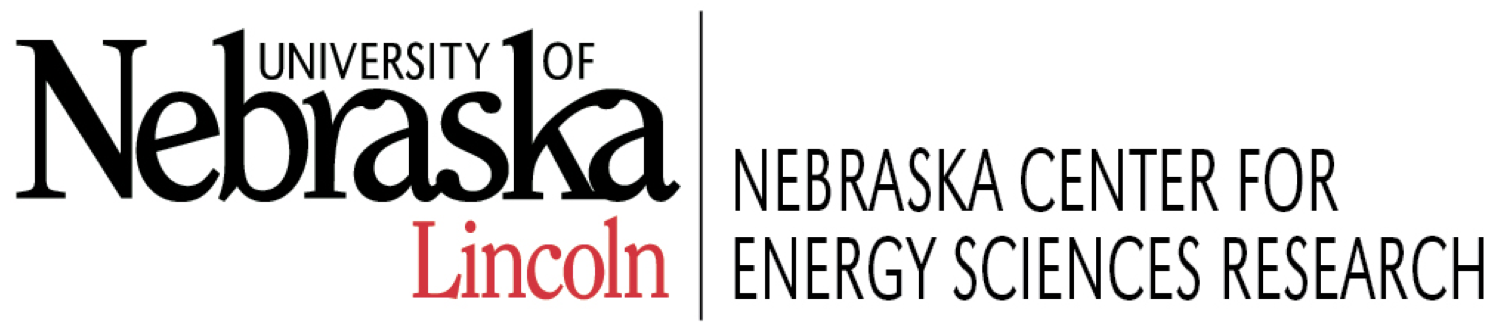 UNIVERSITY OF
Nebraska
Lincoln
NEBRASKA CENTER FOR
ENERGY SCIENCES RESEARCH